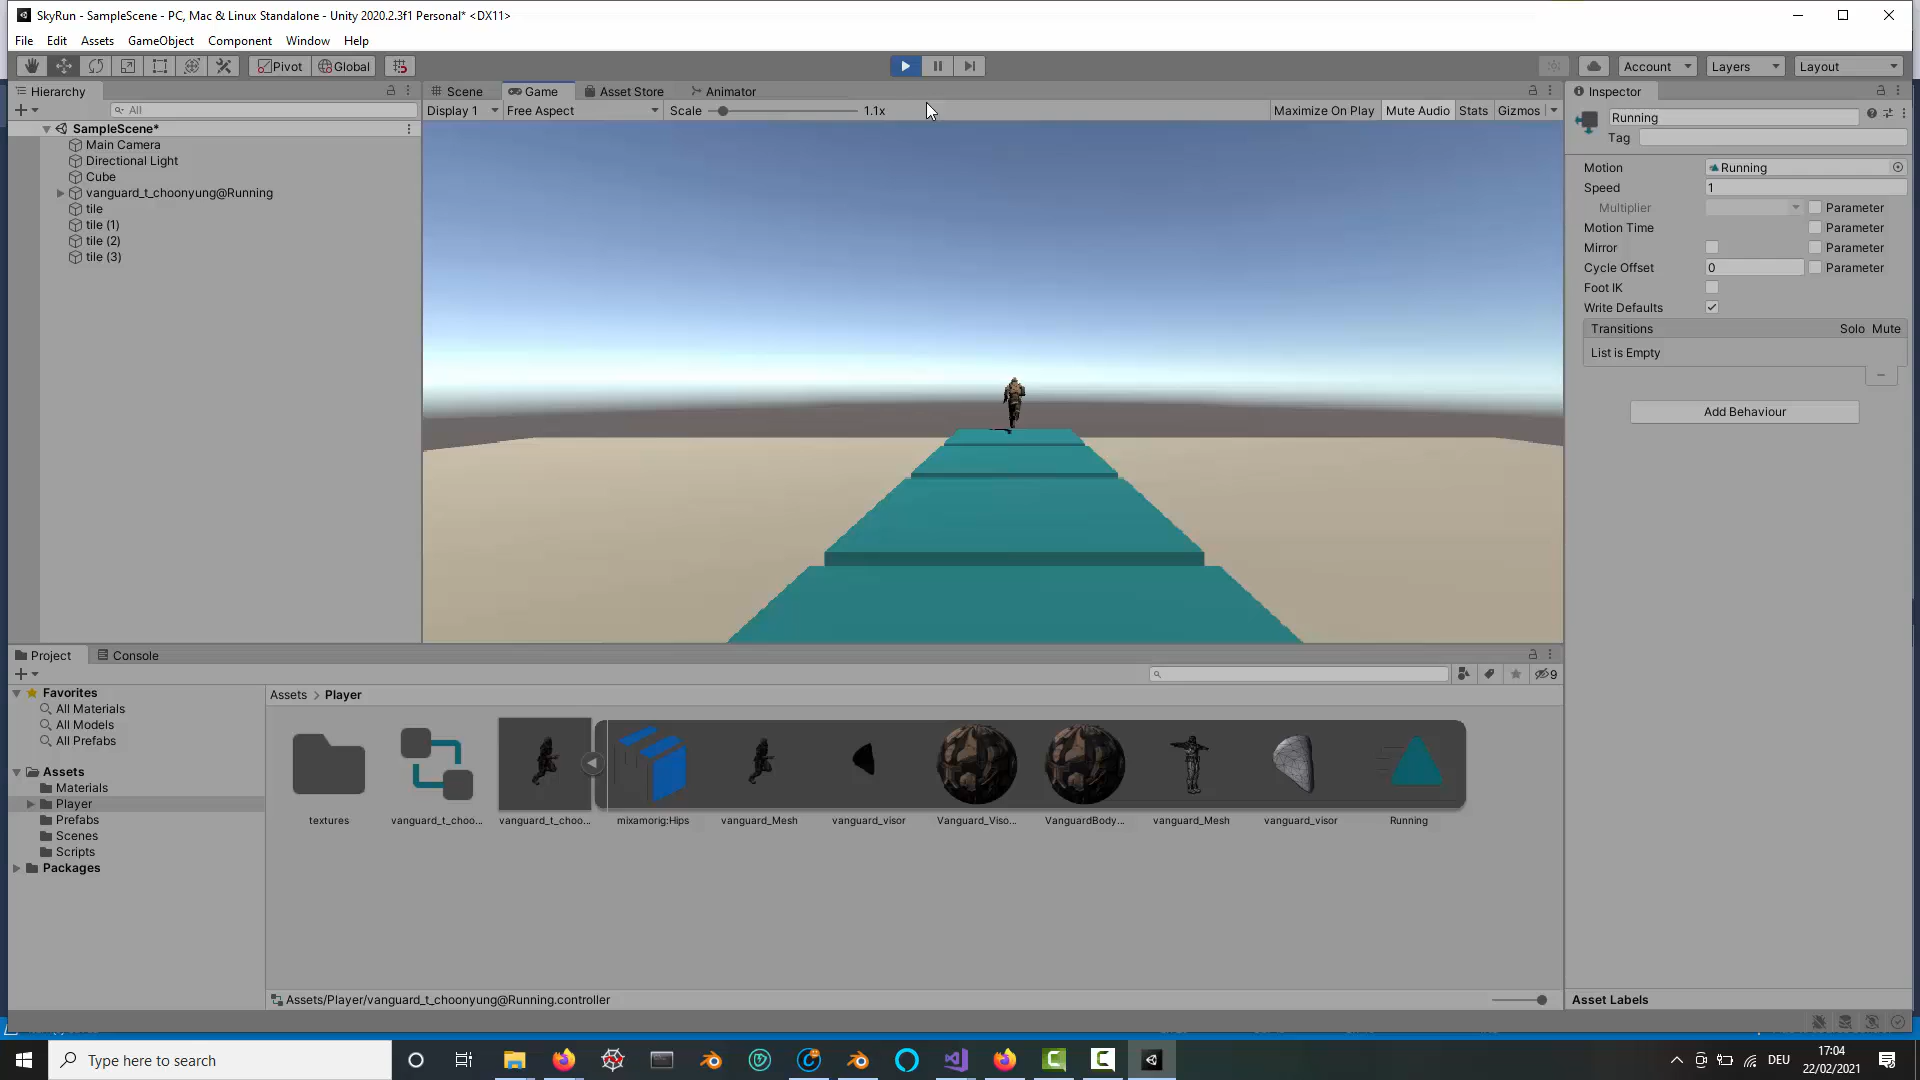 SkyRun - SampleScene - PC, Mac & Linux Standalone - Unity 2020.2.3f1 Personal* <DX11>
File Edit Assets GameObject Component Window Help
Pivot Global Account Layers Layout
Hierarchy
All
SampleScene*
Main Camera
Directional Light
Cube
vanguard_t_choonyung@Running
tile
tile (1)
tile (2)
tile (3)
Scene Game Asset Store Animator
Display 1 Free Aspect Scale 1.1x Maximize On Play Mute Audio Stats Gizmos
Inspector
Running
Tag
Motion Running
Speed 1
Multiplier Parameter
Motion Time Parameter
Mirror Parameter
Cycle Offset 0 Parameter
Foot IK
Write Defaults
Transitions Solo Mute
List is Empty
Add Behaviour
Project Console
9
Favorites
All Materials
All Models
All Prefabs
Assets
Materials
Player
Prefabs
Scenes
Scripts
Packages
Assets > Player
textures
vanguard_t_choo...
vanguard_t_choo...
mixamorig:Hips
vanguard_Mesh
vanguard_visor
Vanguard_Viso...
VanguardBody...
vanguard_Mesh
vanguard_visor
Running
Assets/Player/vanguard_t_choonyung@Running.controller
Asset Labels
Type here to search
DEU
17:04
22/02/2021